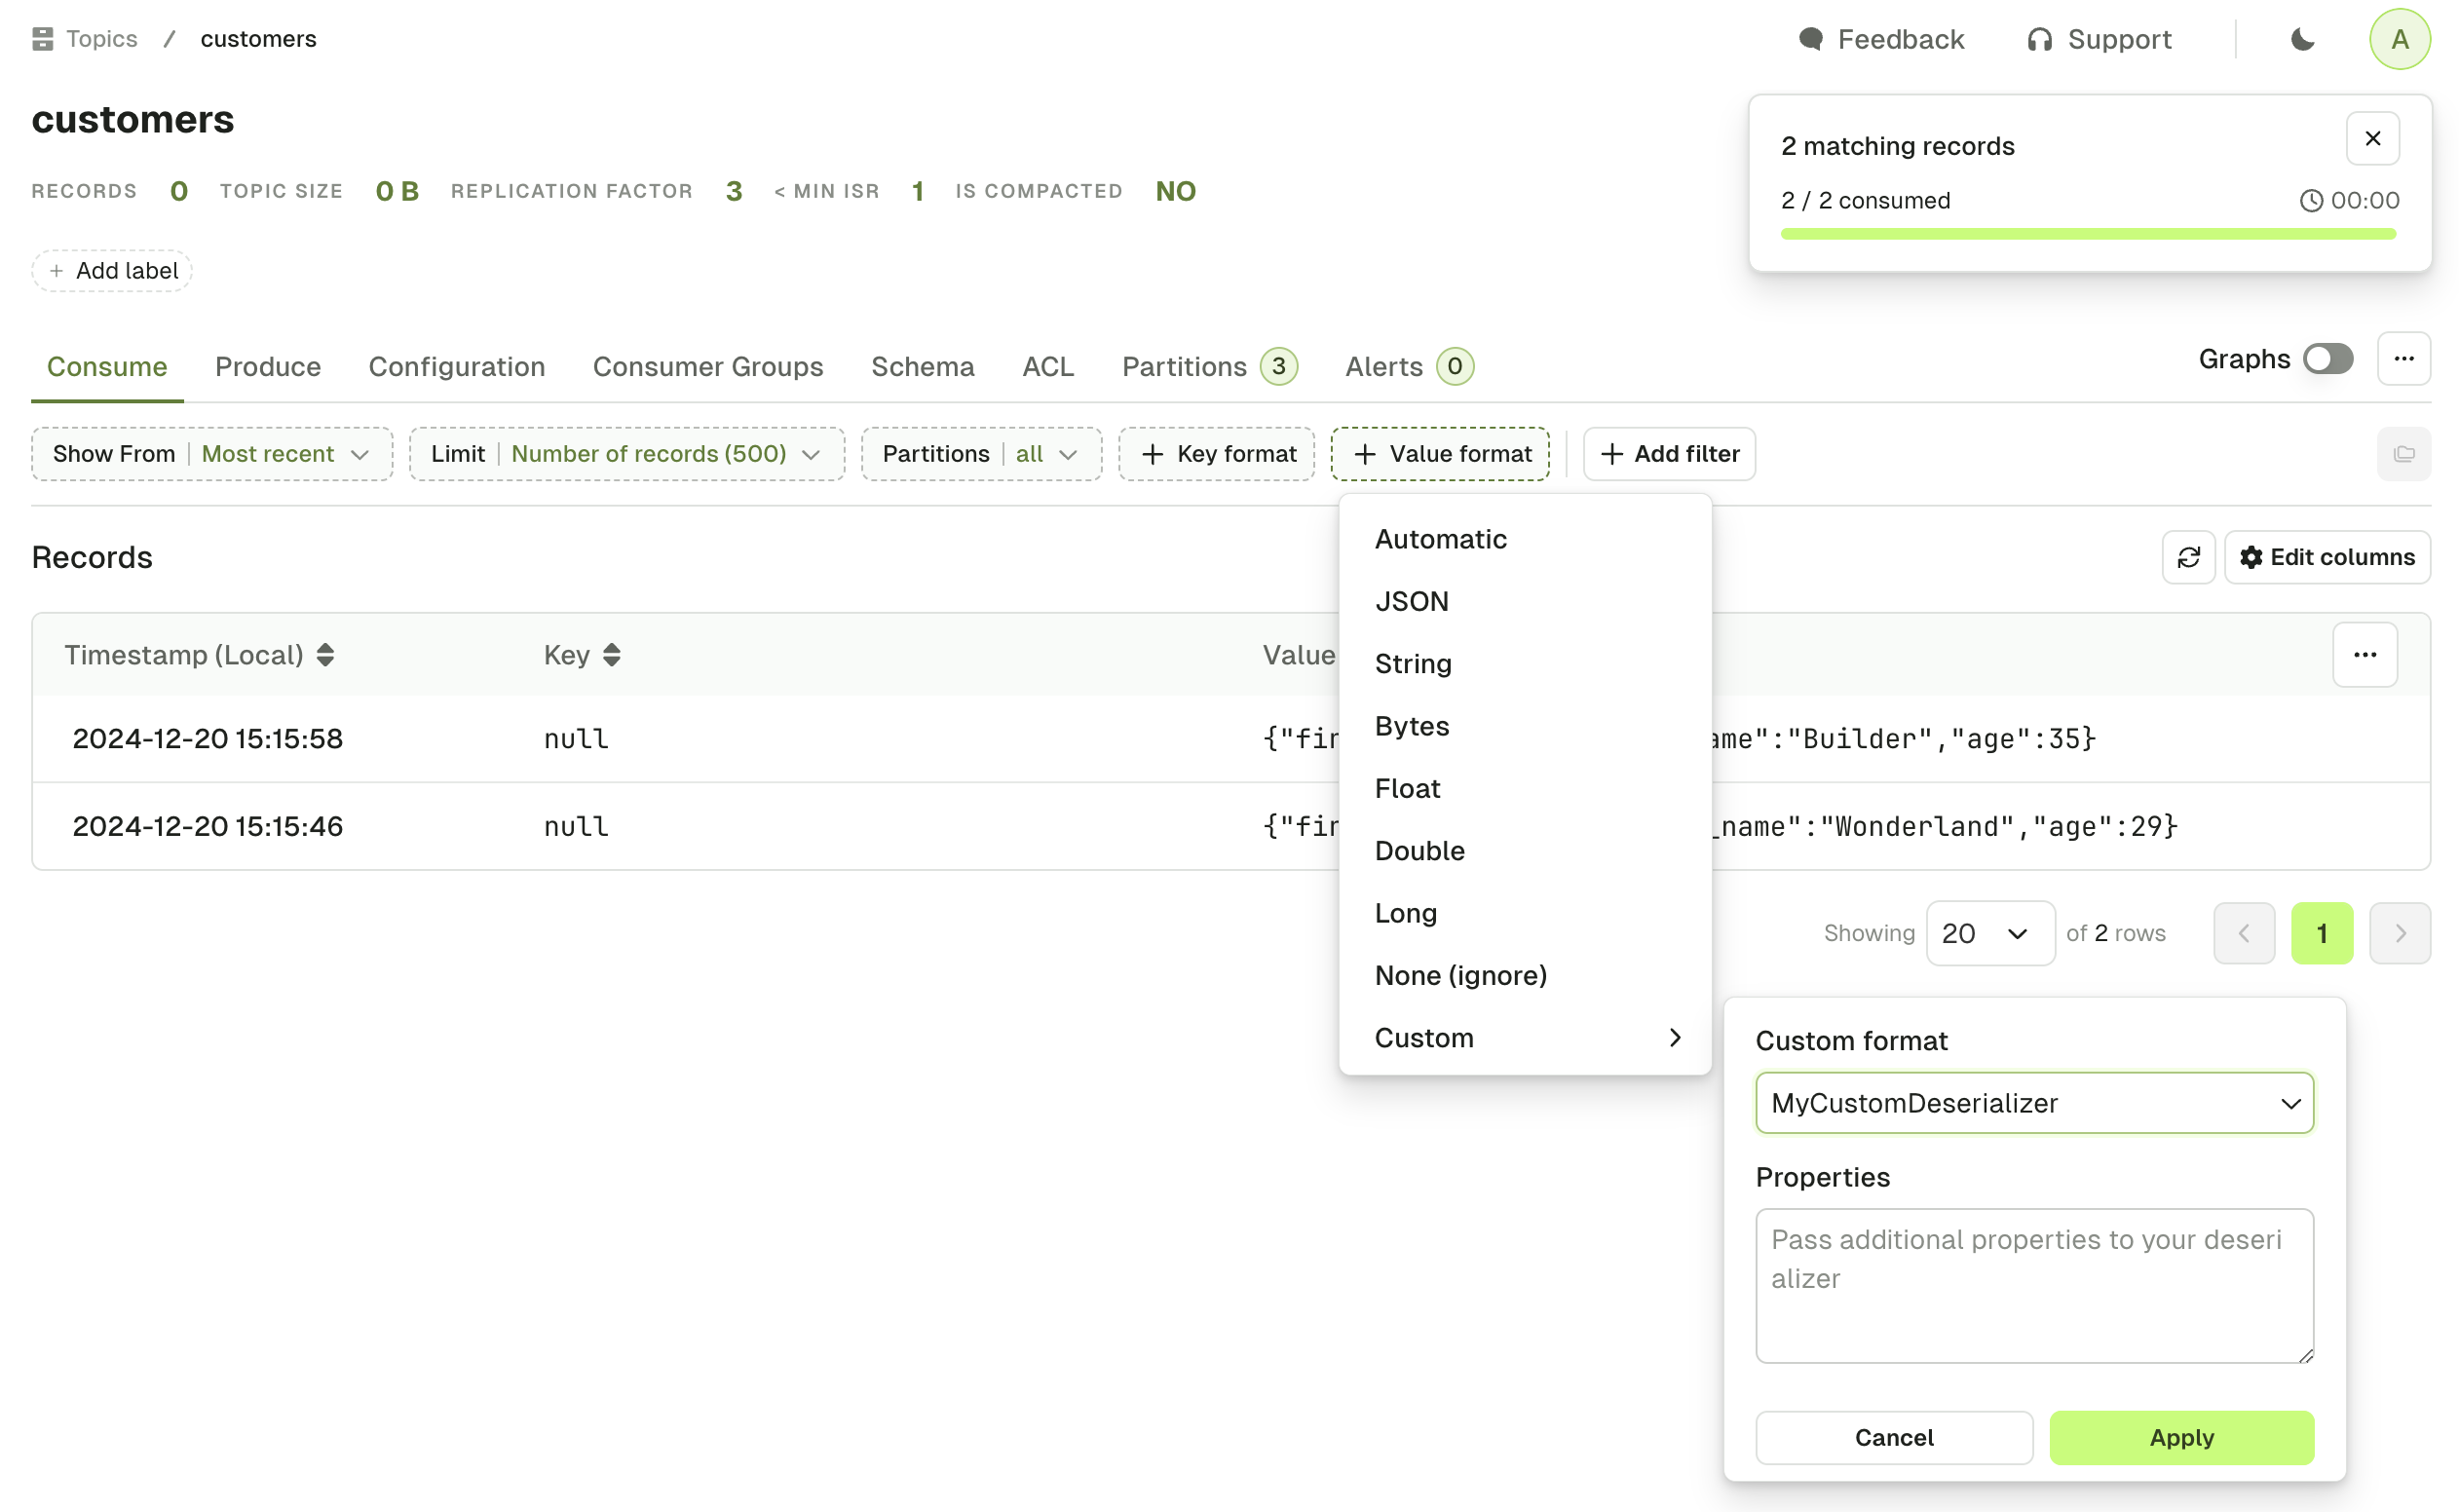 Topics / customers
Feedback
Support
A
customers
2 matching records
2 / 2 consumed
00:00
RECORDS 0 TOPIC SIZE 0 B REPLICATION FACTOR 3 < MIN ISR 1 IS COMPACTED NO
+ Add label
Consume
Produce
Configuration
Consumer Groups
Schema
ACL
Partitions 3
Alerts 0
Graphs
Show From | Most recent
Limit | Number of records (500)
Partitions | all
+ Key format
+ Value format
+ Add filter
Records
Edit columns
Timestamp (Local) Key Value
2024-12-20 15:15:58 null {"fir ame":"Builder","age":35}
2024-12-20 15:15:46 null {"fir _name":"Wonderland","age":29}
Automatic
JSON
String
Bytes
Float
Double
Long
None (ignore)
Custom
Showing 20 of 2 rows
1
Custom format
MyCustomDeserializer
Properties
Pass additional properties to your deseri
alizer
Cancel
Apply